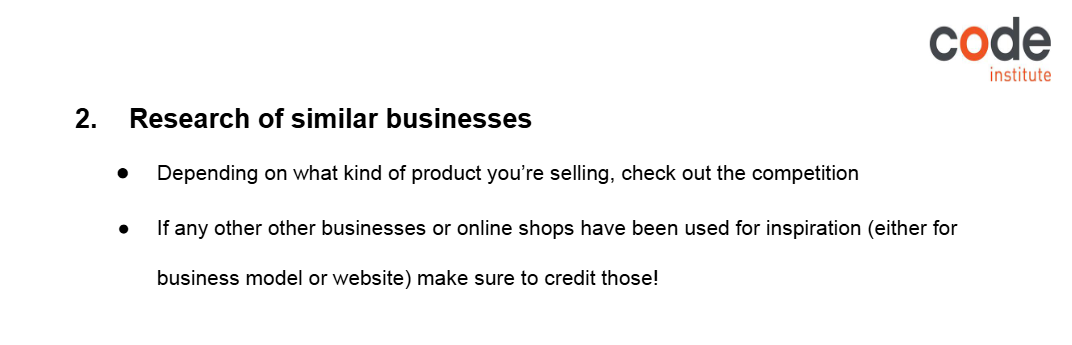 code
institute
2. Research of similar businesses
● Depending on what kind of product you're selling, check out the competition
● If any other other businesses or online shops have been used for inspiration (either for
business model or website) make sure to credit those!